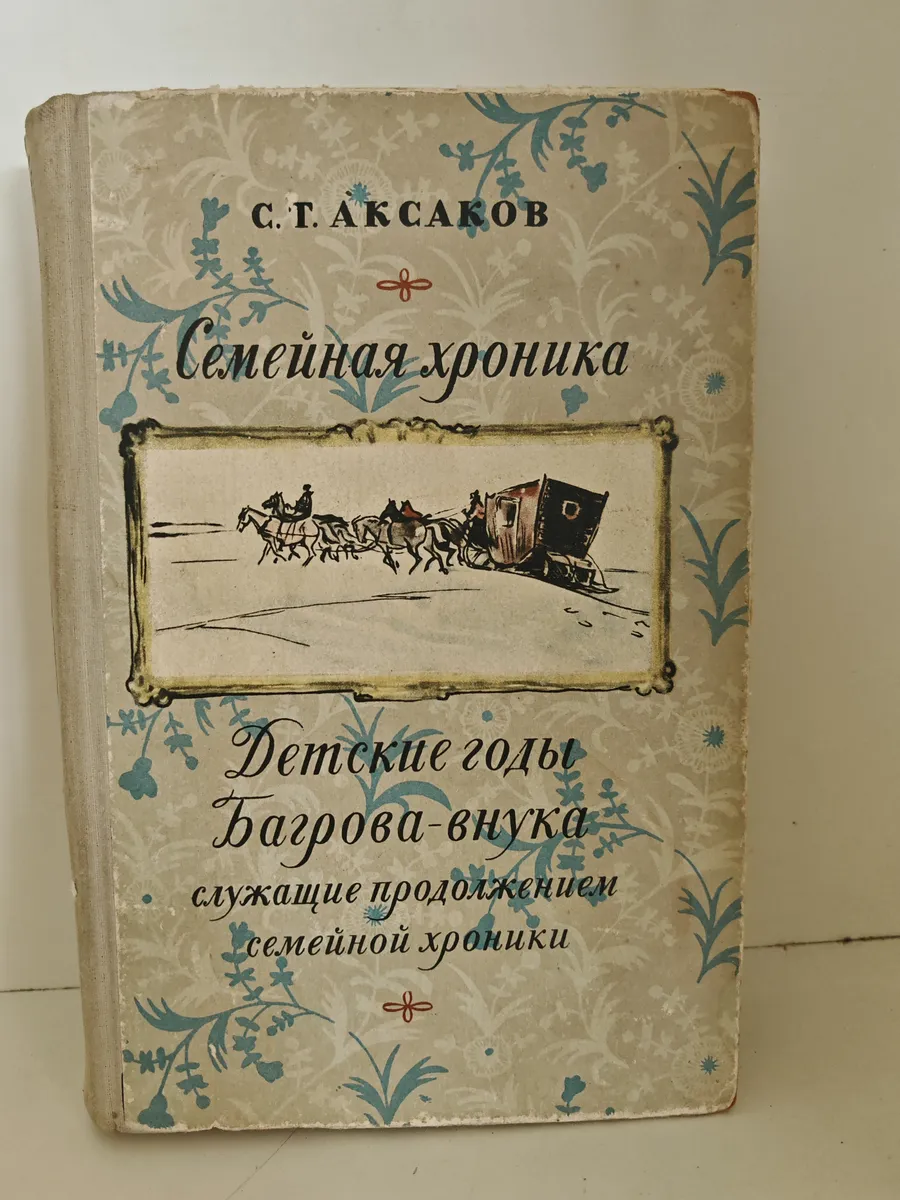 С. Т. АКСАКОВ
Семейная хроника
Детские годы
Багрова-внука
служащие продолжением
семейной хроники